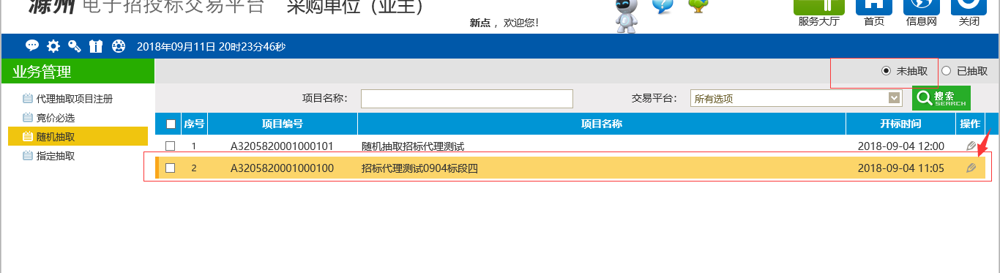 滁州 电子招投标交易平台 采购单位（业主）
新点 ，欢迎您！
服务大厅 首页 信息网 关闭
2018年09月11日 20时23分46秒
业务管理
未抽取 已抽取
代理抽取项目注册
竞价必选
随机抽取
指定抽取
项目名称： 交易平台： 所有选项 搜索 SEARCH
序号 项目编号 项目名称 开标时间 操作
1 A3205820001000101 随机抽取招标代理测试 2018-09-04 12:00
2 A3205820001000100 招标代理测试0904标段四 2018-09-04 11:05